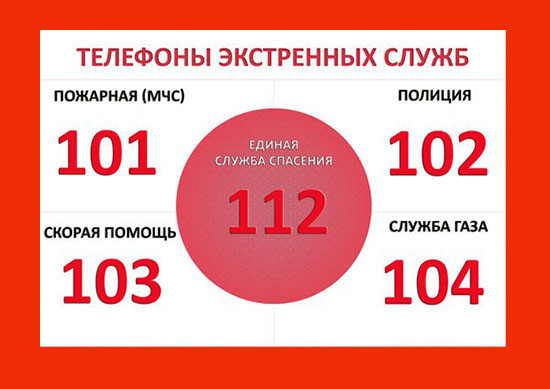 ТЕЛЕФОНЫ ЭКСТРЕННЫХ СЛУЖБ
ПОЖАРНАЯ (МЧС)
101
ПОЛИЦИЯ
102
ЕДИНАЯ
СЛУЖБА СПАСЕНИЯ
112
СКОРАЯ ПОМОЩЬ
103
СЛУЖБА ГАЗА
104